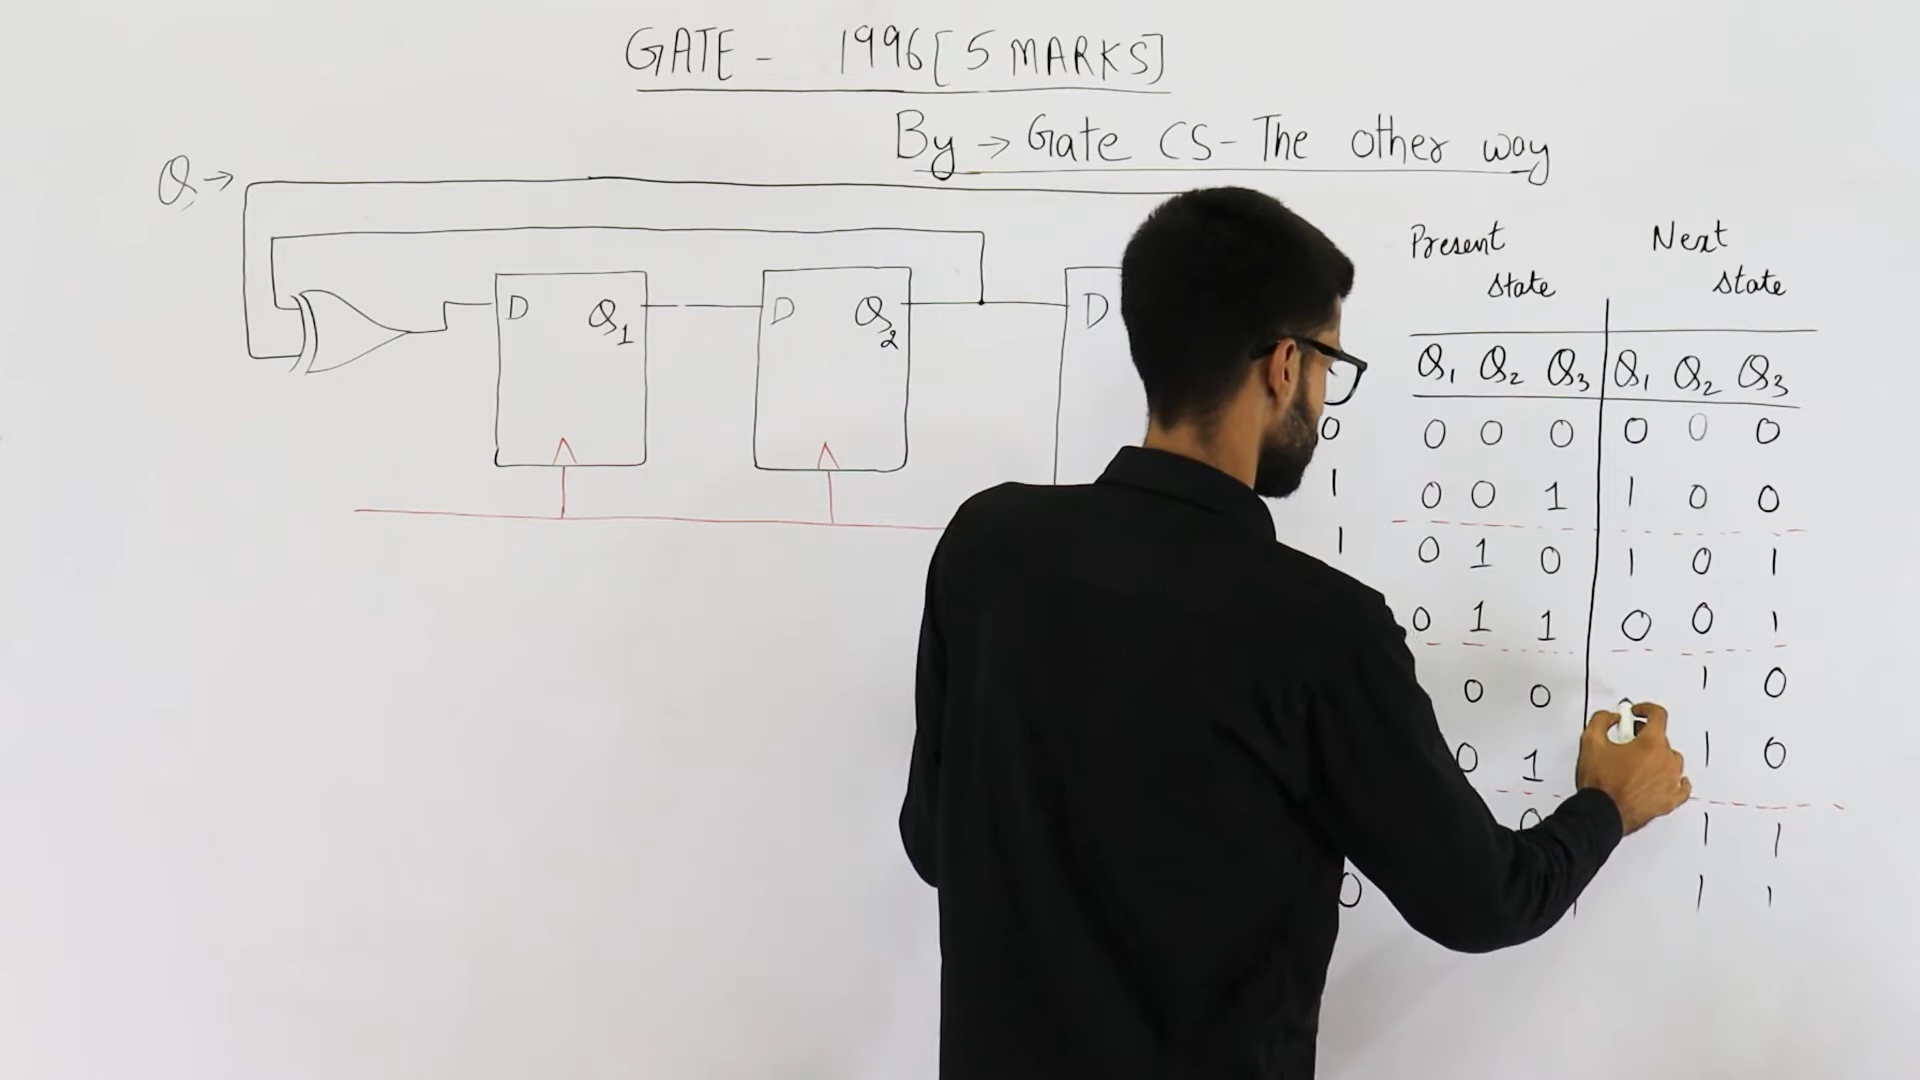 GATE - 1996 [5 MARKS]
By → Gate CS - The other way
Q →
D Q1
D Q2
D
Present State Next State
Q1 Q2 Q3 Q1 Q2 Q3
0 0 0 0 0 0 0
1 0 0 1 1 0 0
1 0 1 0 1 0 1
0 1 1 0 0 1
0 0 1 0
0 1 1 0
0 1 1
0 1 1 1